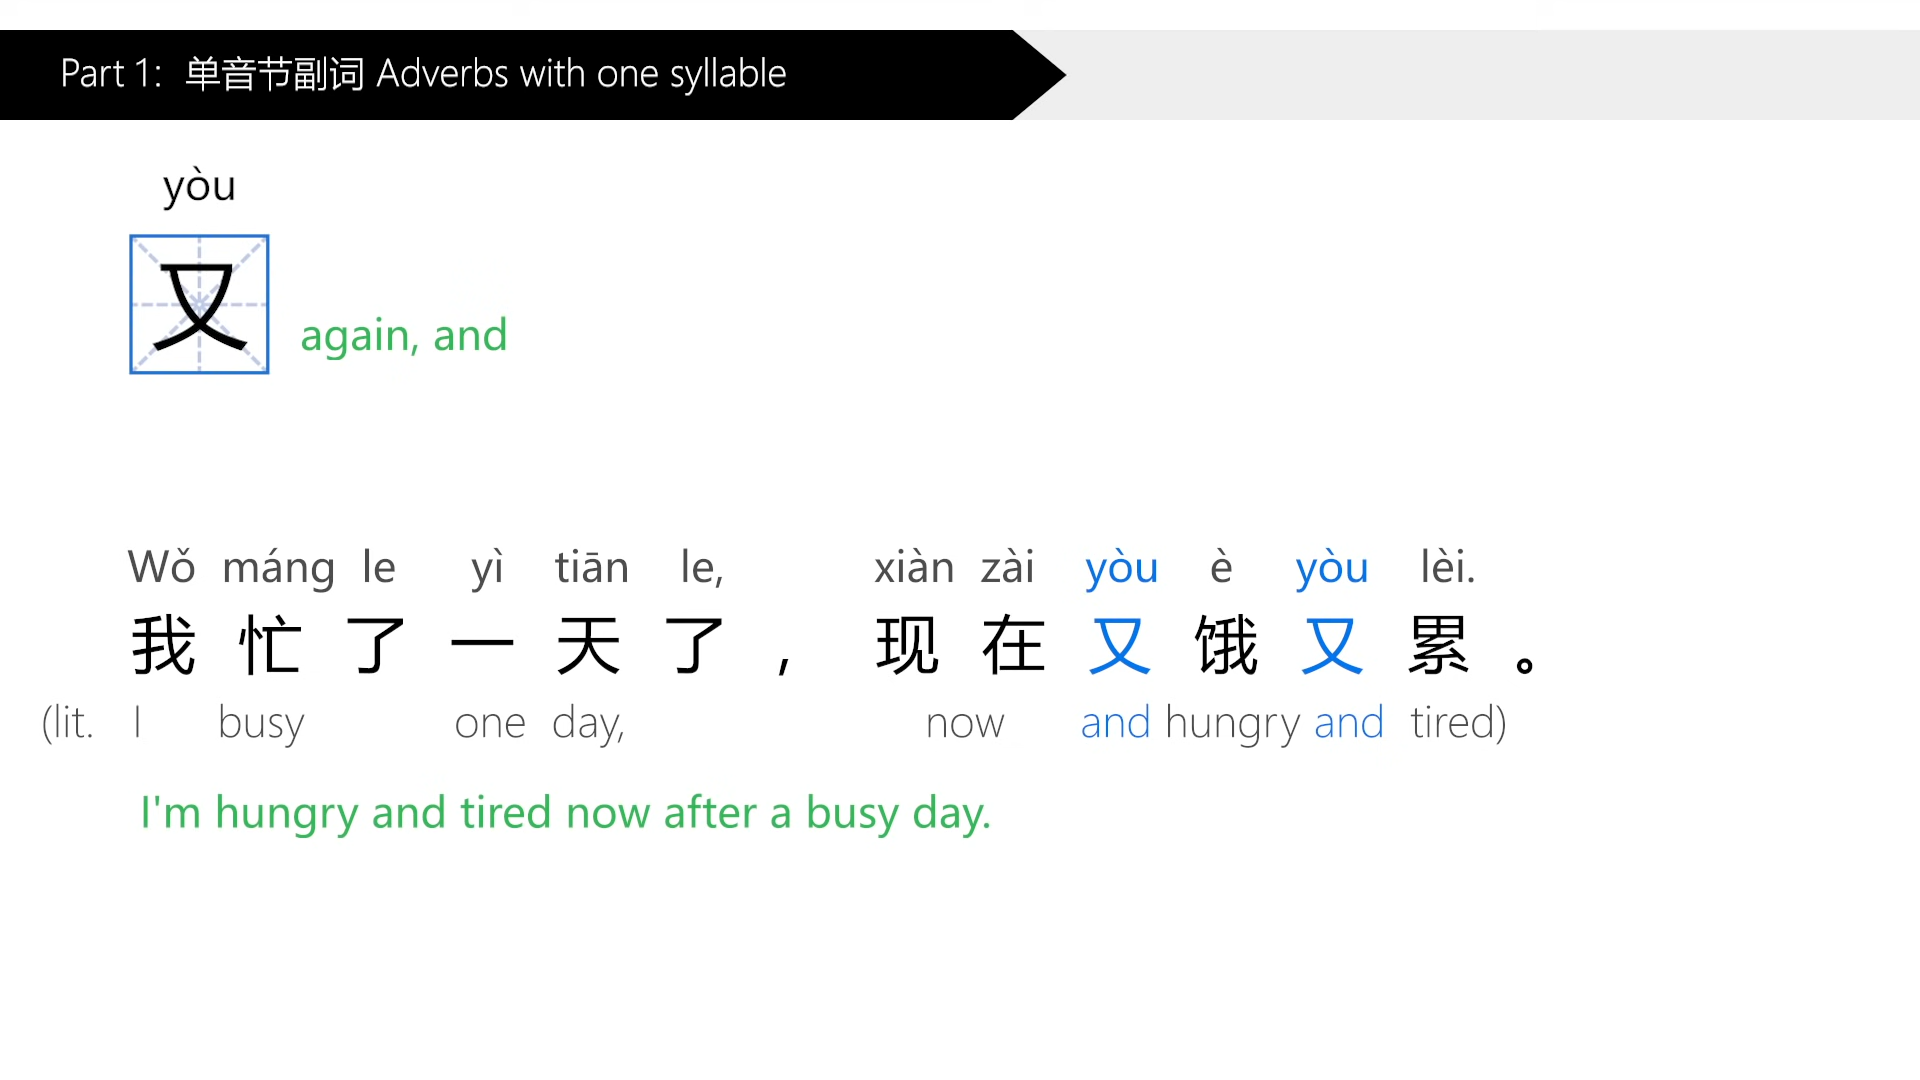 Part 1: 单音节副词 Adverbs with one syllable
yòu
又 again, and
Wǒ máng le yì tiān le, xiàn zài yòu è yòu lèi.
我忙了一天了，现在又饿又累。
(lit. I busy one day, now and hungry and tired)
I'm hungry and tired now after a busy day.